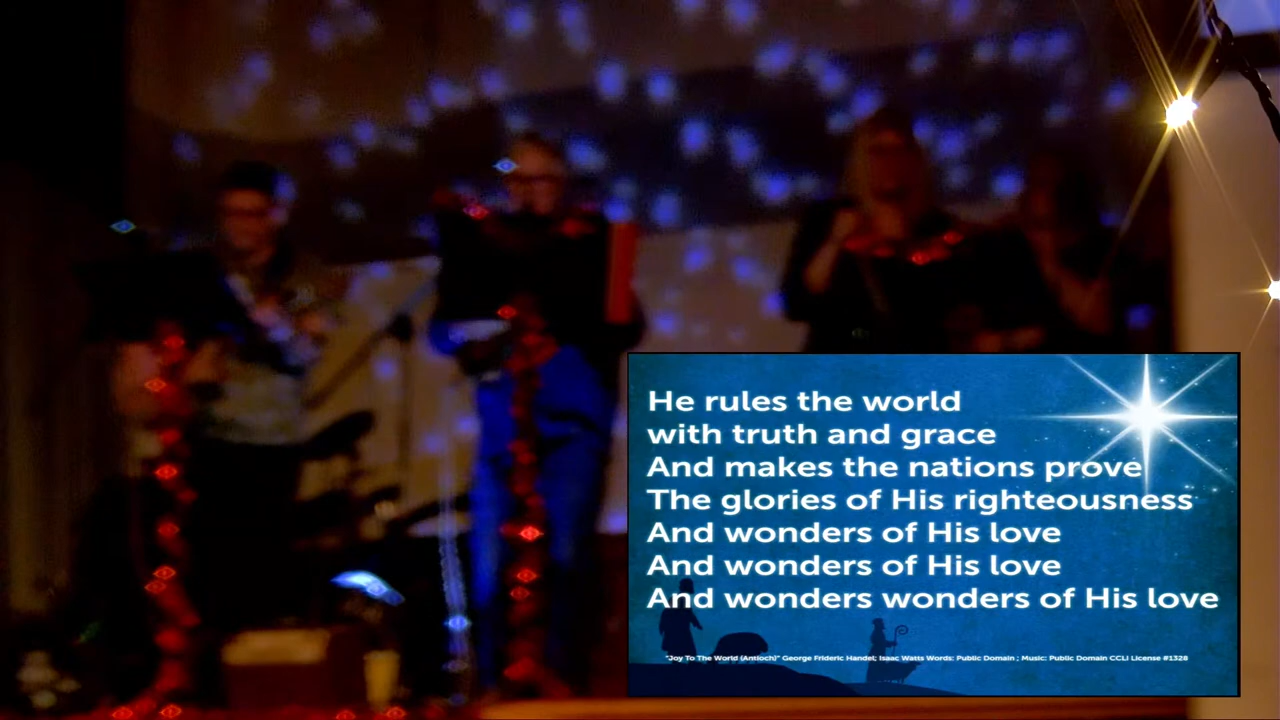 He rules the world
with truth and grace
And makes the nations prove
The glories of His righteousness
And wonders of His love
And wonders of His love
And wonders wonders of His love
"Joy To The World (Antioch)" George Frideric Handel; Isaac Watts Words: Public Domain ; Music: Public Domain CCLI License #1328